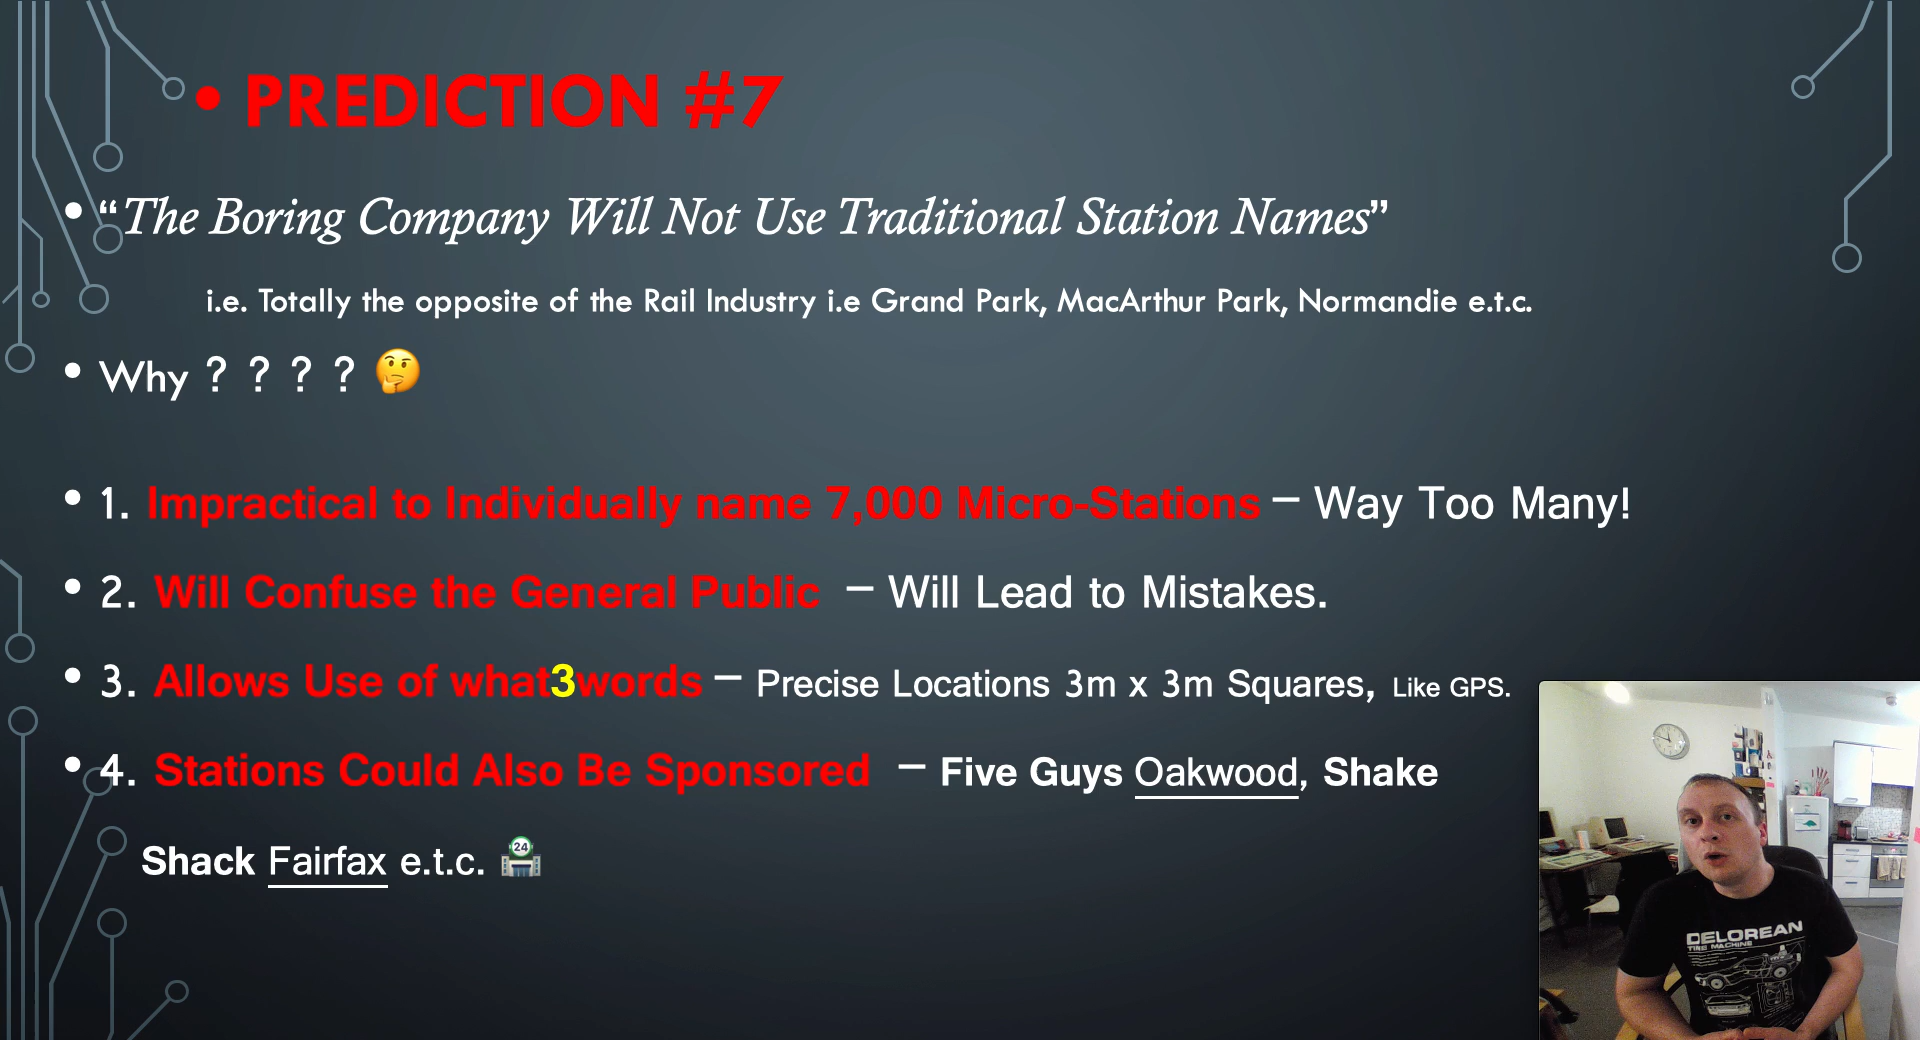 • PREDICTION #7
• “The Boring Company Will Not Use Traditional Station Names”
i.e. Totally the opposite of the Rail Industry i.e Grand Park, MacArthur Park, Normandie e.t.c.
• Why ? ? ? ? 🤔
• 1. Impractical to Individually name 7,000 Micro-Stations – Way Too Many!
• 2. Will Confuse the General Public – Will Lead to Mistakes.
• 3. Allows Use of what3words – Precise Locations 3m x 3m Squares, Like GPS.
• 4. Stations Could Also Be Sponsored – Five Guys Oakwood, Shake
Shack Fairfax e.t.c. 🏪
DELOREAN
TIME MACHINE